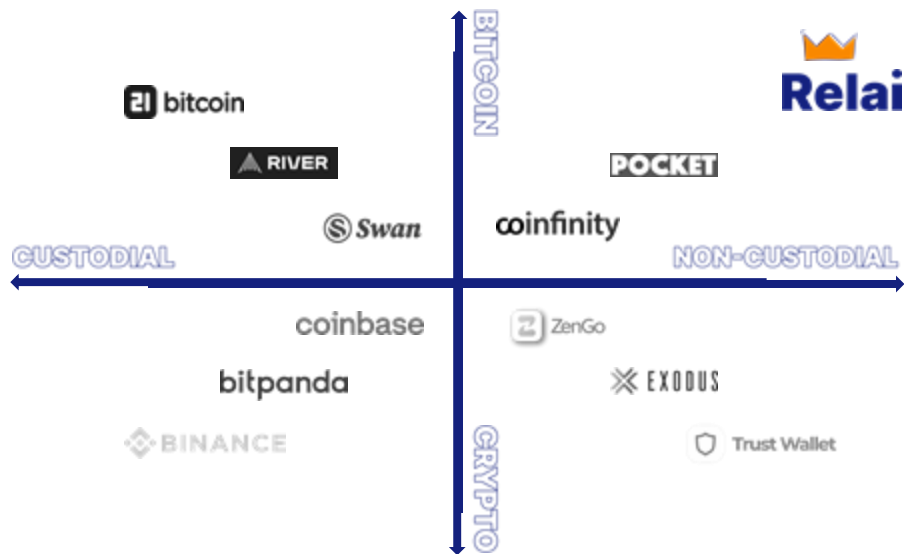 BITCOIN
Relai
21 bitcoin
RIVER
POCKET
Swan
coinfinity
CUSTODIAL
NON-CUSTODIAL
coinbase
ZenGo
bitpanda
EXODUS
BINANCE
Trust Wallet
CRYPTO